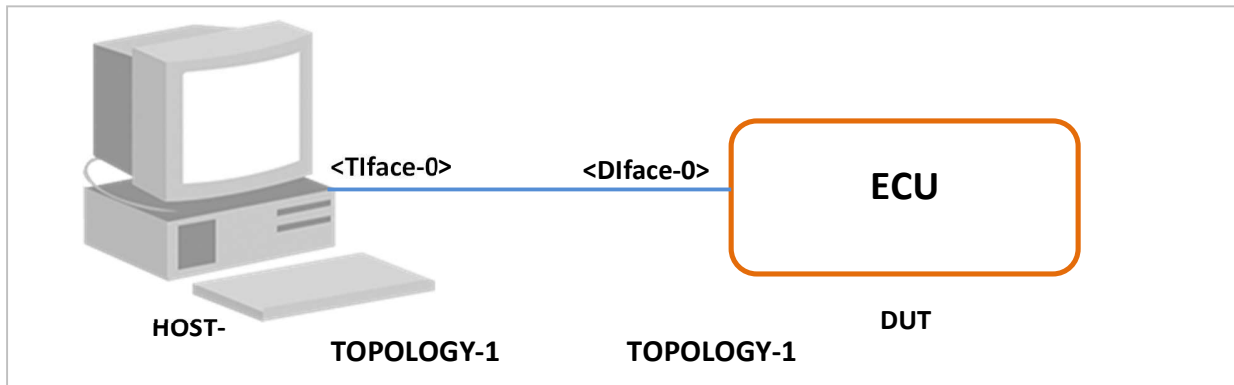 <TIface-0> <DIface-0>
ECU
HOST- DUT
TOPOLOGY-1 TOPOLOGY-1